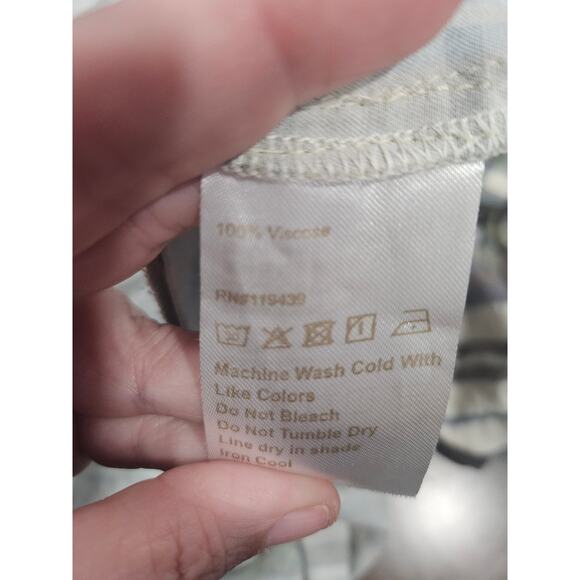 100% Viscose
RN#119439
Machine Wash Cold With
Like Colors
Do Not Bleach
Do Not Tumble Dry
Line dry in shade
Iron Cool